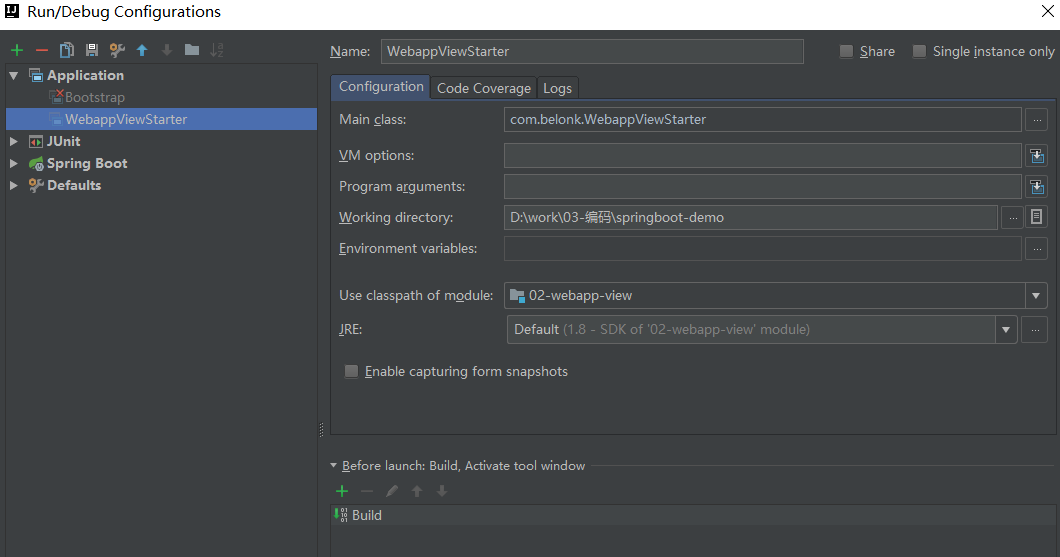 Run/Debug Configurations
Name: WebappViewStarter Share Single instance only
Application
Bootstrap
WebappViewStarter
JUnit
Spring Boot
Defaults
Configuration Code Coverage Logs
Main class: com.belonk.WebappViewStarter ...
VM options:
Program arguments:
Working directory: D:\work\03-编码\springboot-demo ...
Environment variables: ...
Use classpath of module: 02-webapp-view
JRE: Default (1.8 - SDK of '02-webapp-view' module) ...
Enable capturing form snapshots
Before launch: Build, Activate tool window
Build